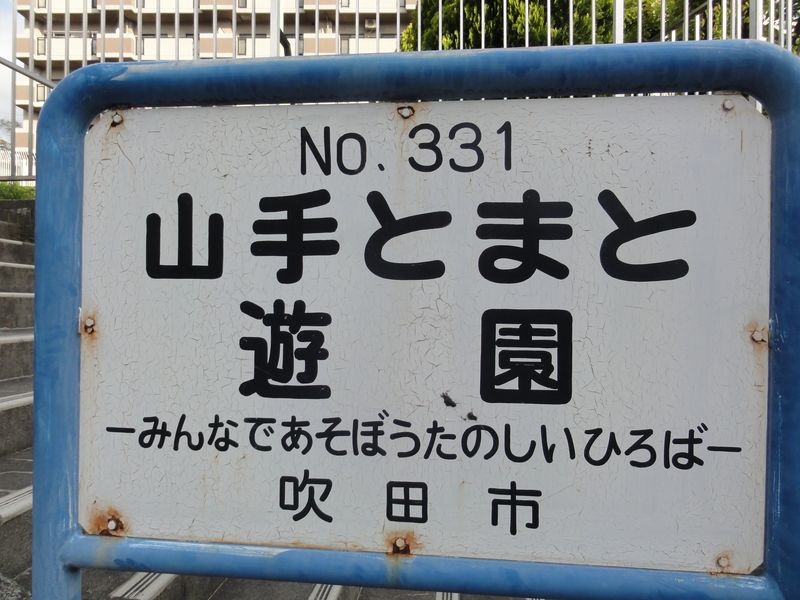 No. 331
山手とまと
遊園
ーみんなであそぼうたのしいひろばー
吹田市